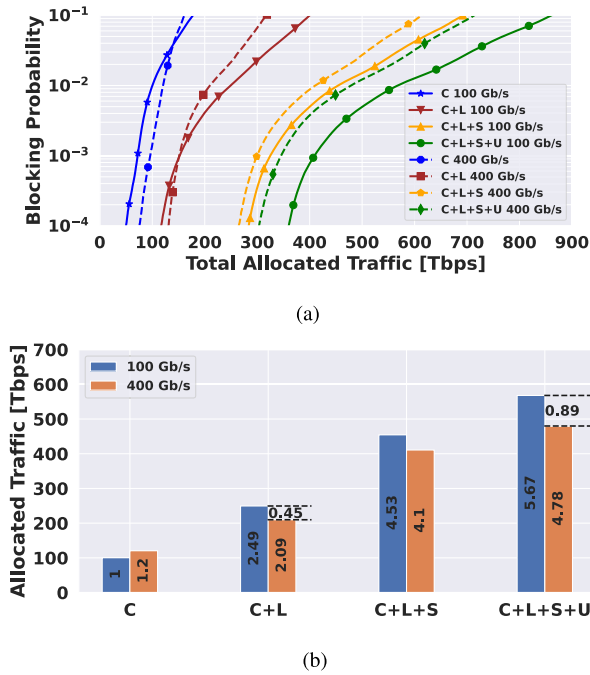 Blocking Probability
10⁻¹
10⁻²
10⁻³
10⁻⁴
C 100 Gb/s
C+L 100 Gb/s
C+L+S 100 Gb/s
C+L+S+U 100 Gb/s
C 400 Gb/s
C+L 400 Gb/s
C+L+S 400 Gb/s
C+L+S+U 400 Gb/s
0 100 200 300 400 500 600 700 800 900
Total Allocated Traffic [Tbps]
(a)
Allocated Traffic [Tbps]
700
600
500
400
300
200
100
0
100 Gb/s
400 Gb/s
1
1.2
2.49
2.09
0.45
4.53
4.1
5.67
4.78
0.89
C C+L C+L+S C+L+S+U
(b)